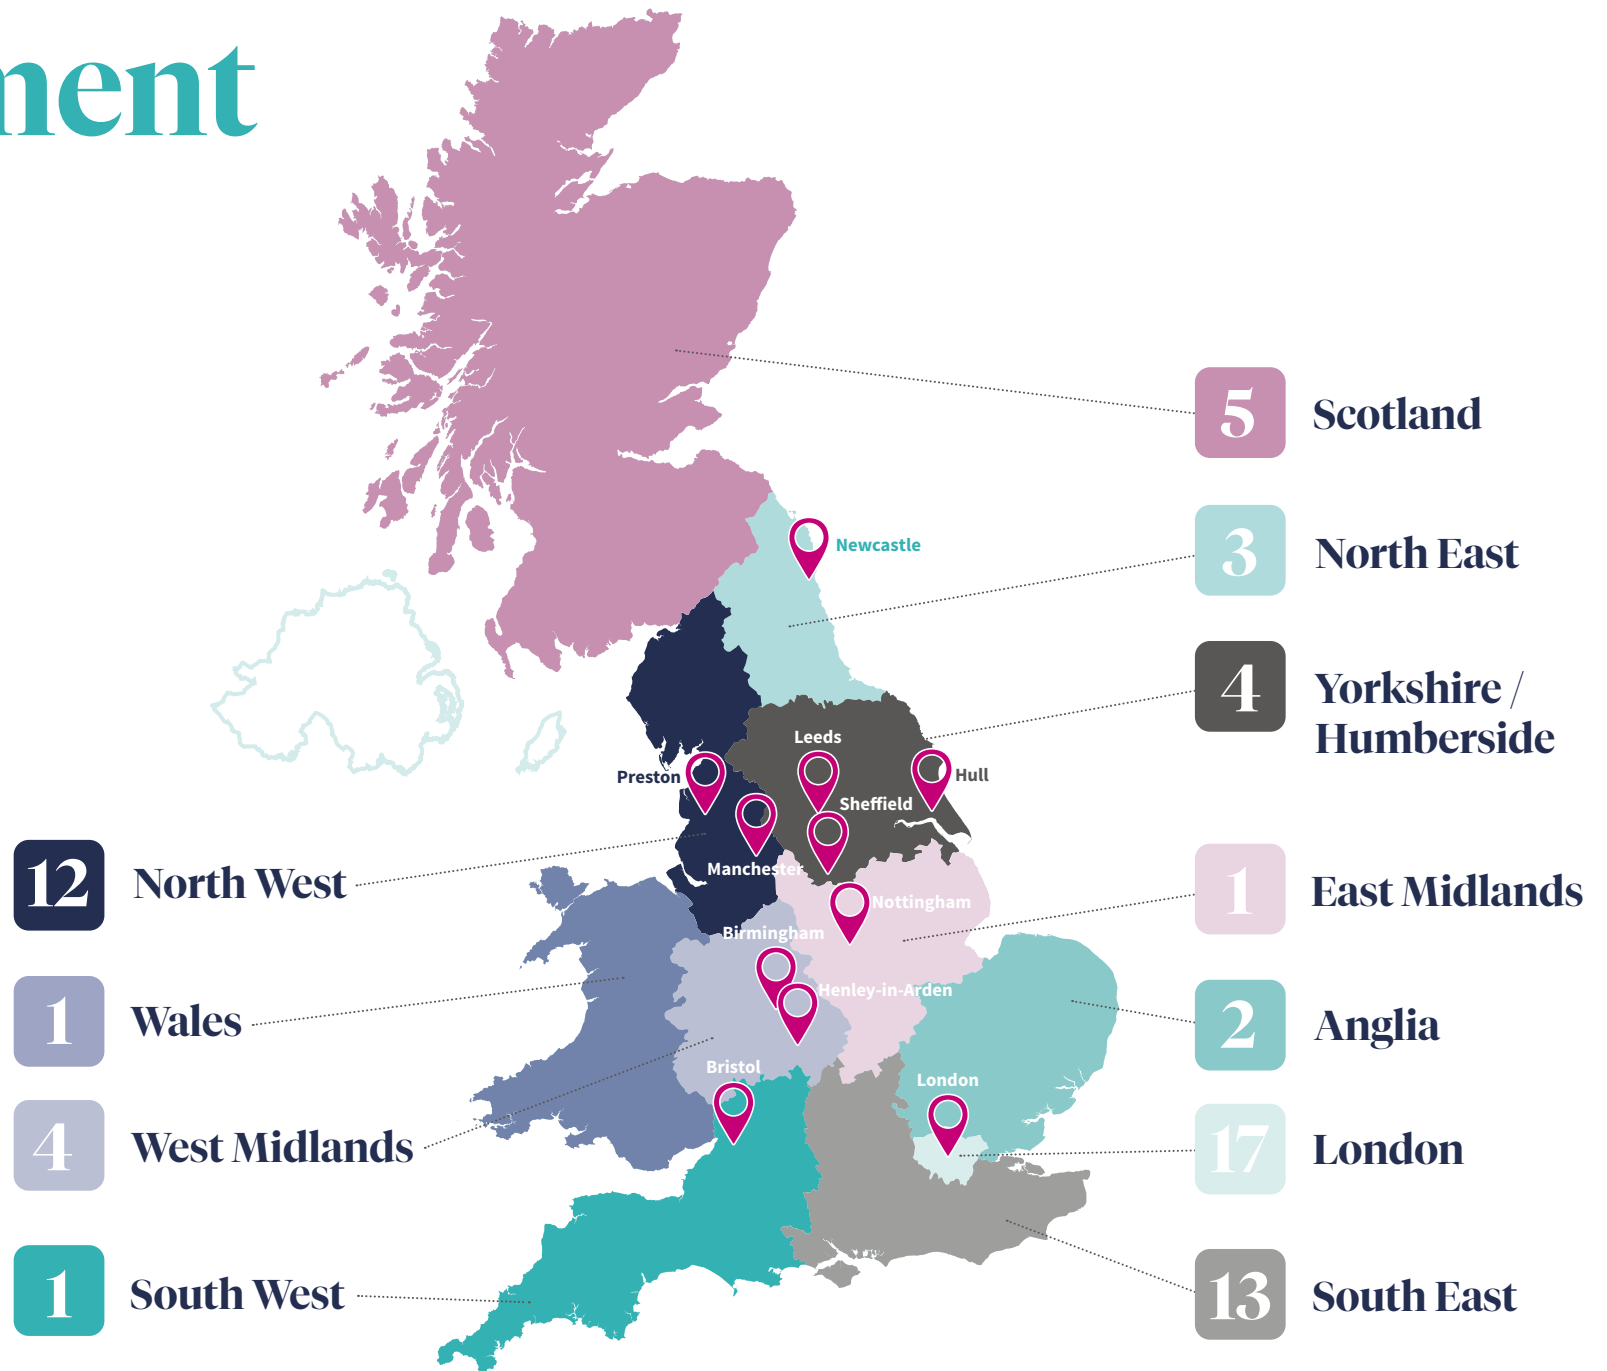 ment
5 Scotland
Newcastle
3 North East
4 Yorkshire /
Humberside
Leeds
Preston
Hull
Sheffield
12 North West
Manchester
1 East Midlands
Nottingham
Birmingham
1 Wales
Henley-in-Arden
2 Anglia
Bristol
London
4 West Midlands
17 London
1 South West
13 South East